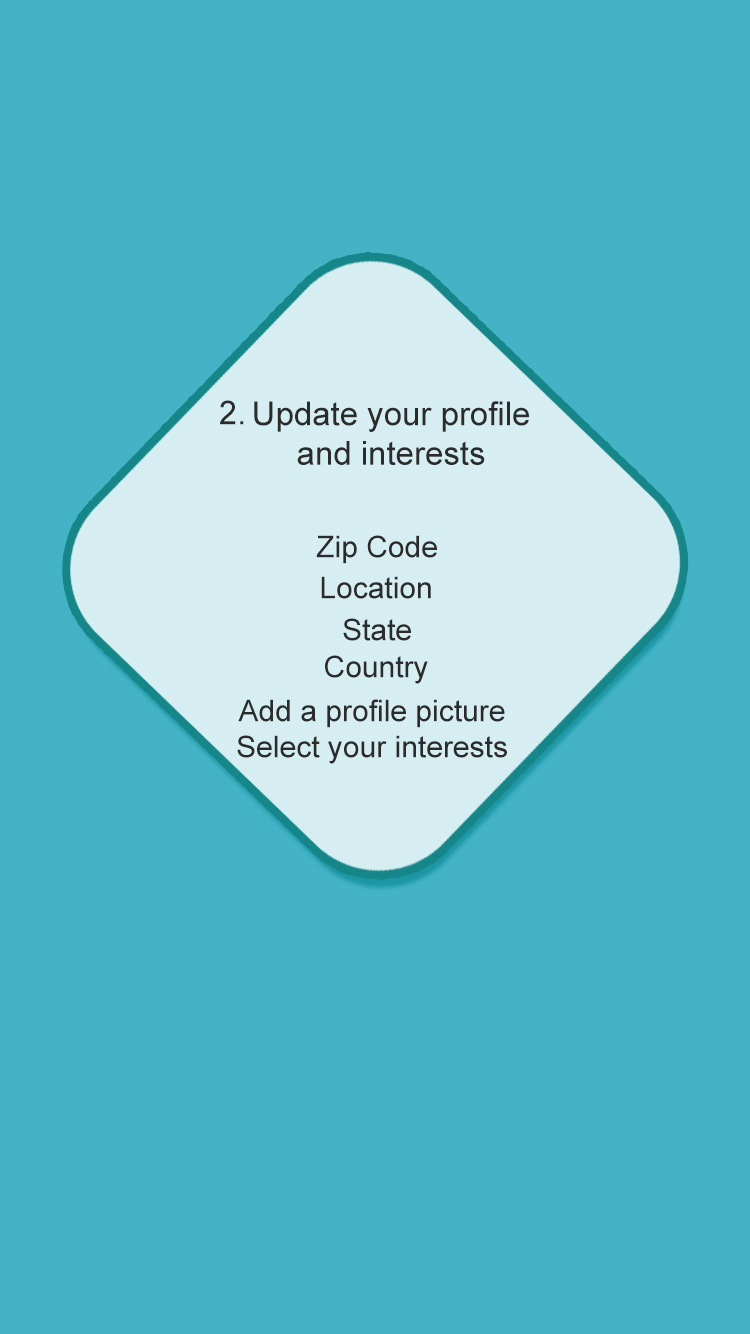 2. Update your profile
and interests
Zip Code
Location
State
Country
Add a profile picture
Select your interests